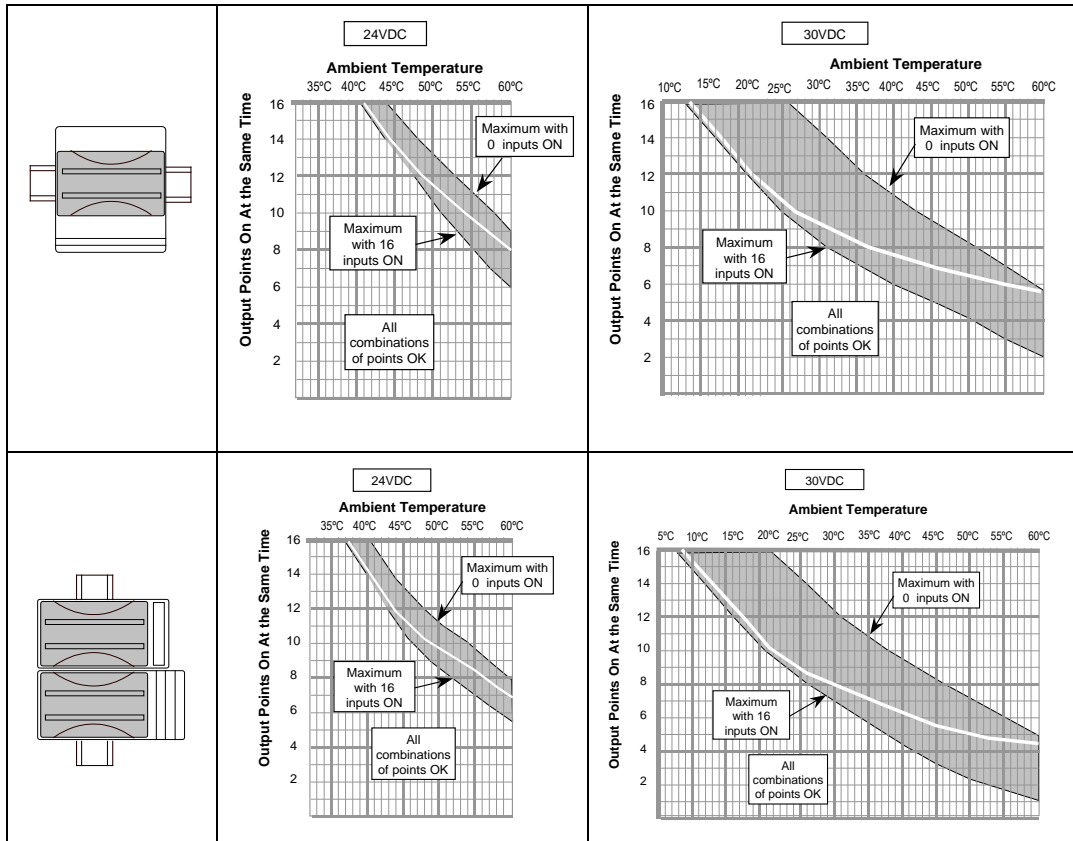 24VDC
Ambient Temperature
35ºC 40ºC 45ºC 50ºC 55ºC 60ºC
Output Points On At the Same Time
16
14
12
10
8
6
4
2
Maximum with
0 inputs ON
Maximum
with 16
inputs ON
All
combinations
of points OK
30VDC
Ambient Temperature
10ºC 15ºC 20ºC 25ºC 30ºC 35ºC 40ºC 45ºC 50ºC 55ºC 60ºC
Output Points On At the Same Time
16
14
12
10
8
6
4
2
Maximum with
0 inputs ON
Maximum
with 16
inputs ON
All
combinations
of points OK
24VDC
Ambient Temperature
35ºC 40ºC 45ºC 50ºC 55ºC 60ºC
Output Points On At the Same Time
16
14
12
10
8
6
4
2
Maximum with
0 inputs ON
Maximum
with 16
inputs ON
All
combinations
of points OK
30VDC
Ambient Temperature
5ºC 10ºC 15ºC 20ºC 25ºC 30ºC 35ºC 40ºC 45ºC 50ºC 55ºC 60ºC
Output Points On At the Same Time
16
14
12
10
8
6
4
2
Maximum with
0 inputs ON
Maximum
with 16
inputs ON
All
combinations
of points OK